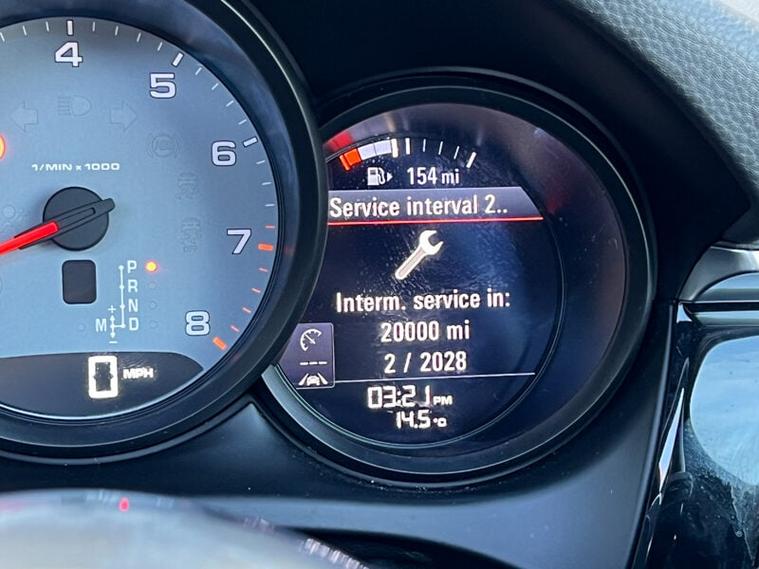 4
5
6
7
8
1/MIN x 1000
P
R
N
M D
+
-
0 MPH
154 mi
Service interval 2..
Interm. service in:
20000 mi
2 / 2028
---
03:21 PM
14.5 °C